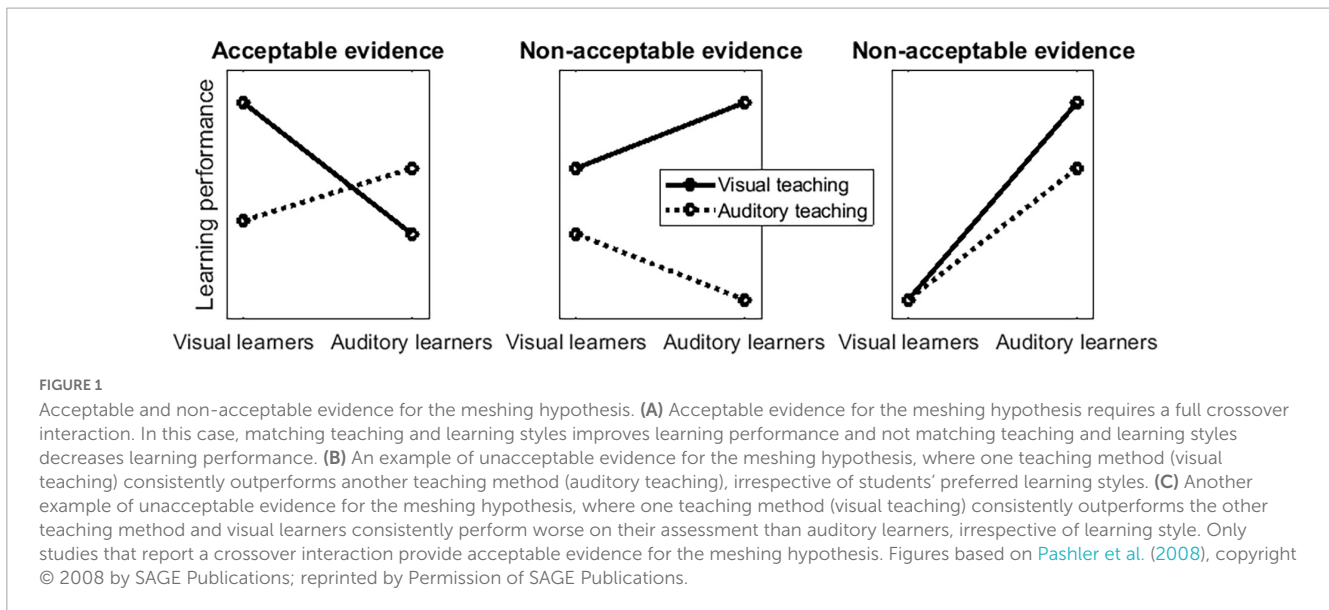 Acceptable evidence
Non-acceptable evidence
Non-acceptable evidence
Learning performance
Visual teaching
Auditory teaching
Visual learners Auditory learners
Visual learners Auditory learners
Visual learners Auditory learners
FIGURE 1
Acceptable and non-acceptable evidence for the meshing hypothesis. (A) Acceptable evidence for the meshing hypothesis requires a full crossover
interaction. In this case, matching teaching and learning styles improves learning performance and not matching teaching and learning styles
decreases learning performance. (B) An example of unacceptable evidence for the meshing hypothesis, where one teaching method (visual
teaching) consistently outperforms another teaching method (auditory teaching), irrespective of students’ preferred learning styles. (C) Another
example of unacceptable evidence for the meshing hypothesis, where one teaching method (visual teaching) consistently outperforms the other
teaching method and visual learners consistently perform worse on their assessment than auditory learners, irrespective of learning style. Only
studies that report a crossover interaction provide acceptable evidence for the meshing hypothesis. Figures based on Pashler et al. (2008), copyright
© 2008 by SAGE Publications; reprinted by Permission of SAGE Publications.